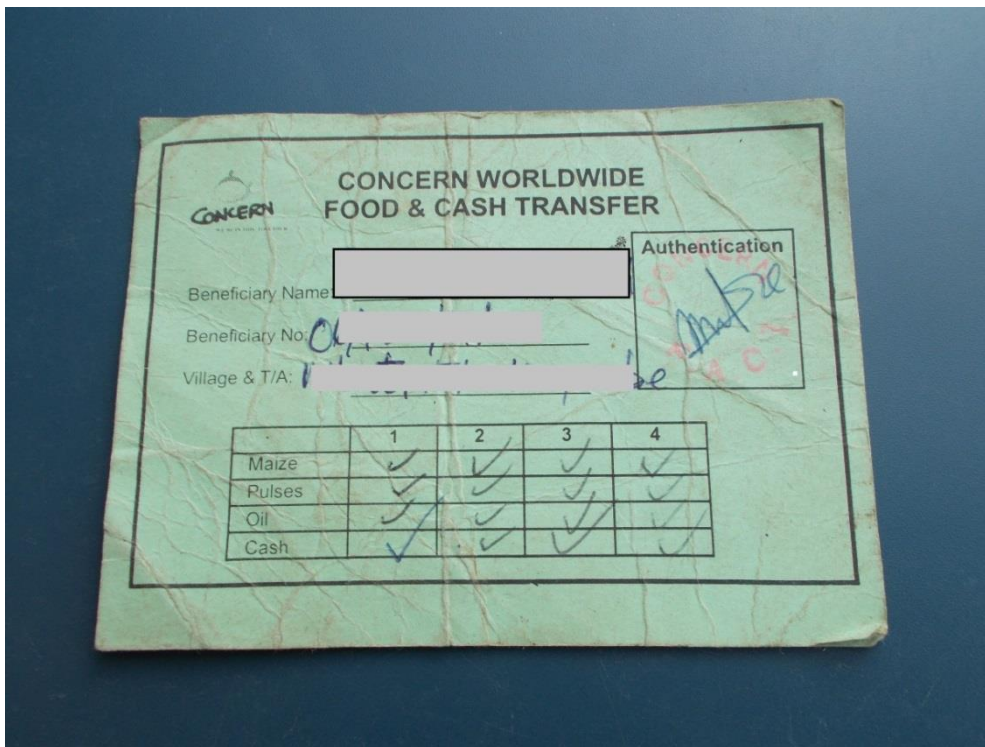 CONCERN WORLDWIDE
FOOD & CASH TRANSFER
CONCERN
Authentication
CONCERN
Beneficiary Name:
Beneficiary No:
Village & T/A:
1 2 3 4
Maize
Pulses
Oil
Cash